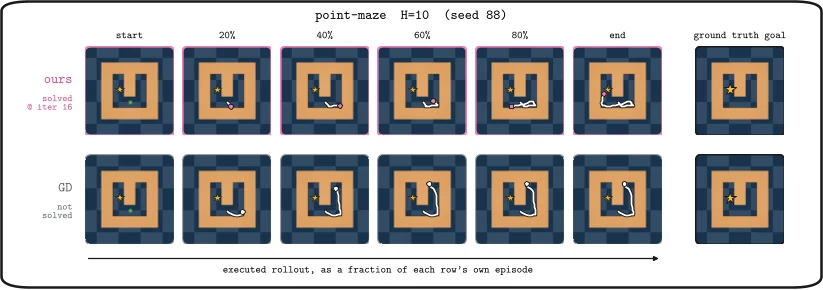 point-maze H=10 (seed 88)
start 20% 40% 60% 80% end ground truth goal
ours
solved
@ iter 16
GD
not
solved
executed rollout, as a fraction of each row's own episode